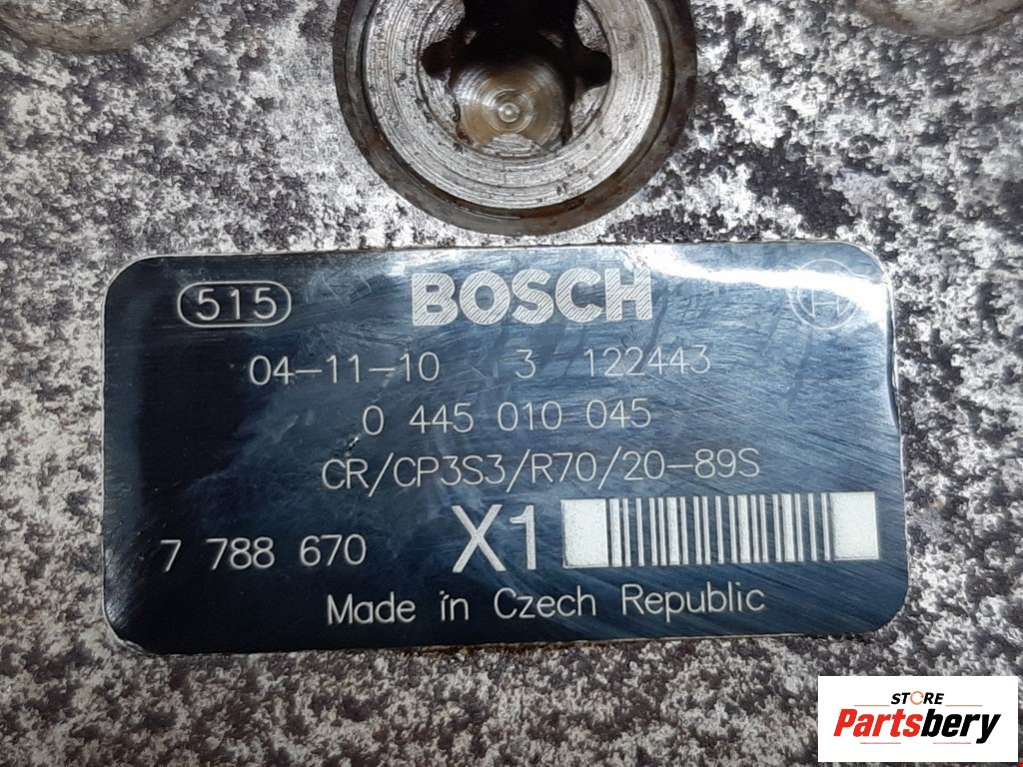 515 BOSCH
04-11-10 3 122443
0 445 010 045
CR/CP3S3/R70/20-89S
7 788 670 X1
Made in Czech Republic
STORE
Partsbery